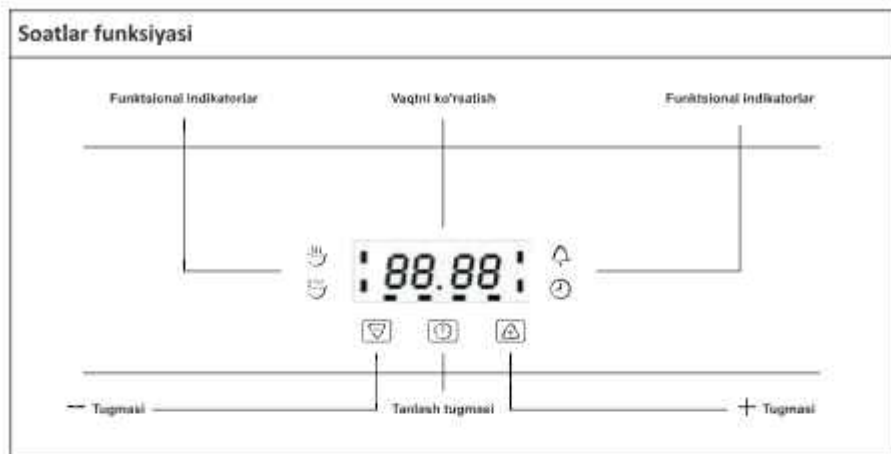 Soatlar funksiyasi
Funktsional indikatorlar
Vaqtni ko'rsatish
Funktsional indikatorlar
88.88
− Tugmasi
Tanlash tugmasi
+ Tugmasi